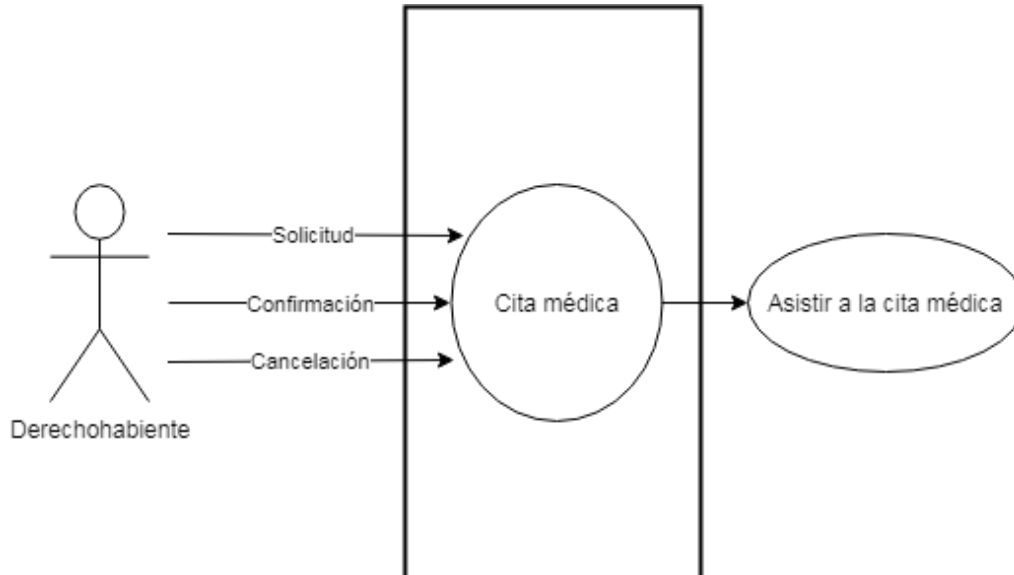 Solicitud
Confirmación
Cancelación
Derechohabiente
Cita médica
Asistir a la cita médica